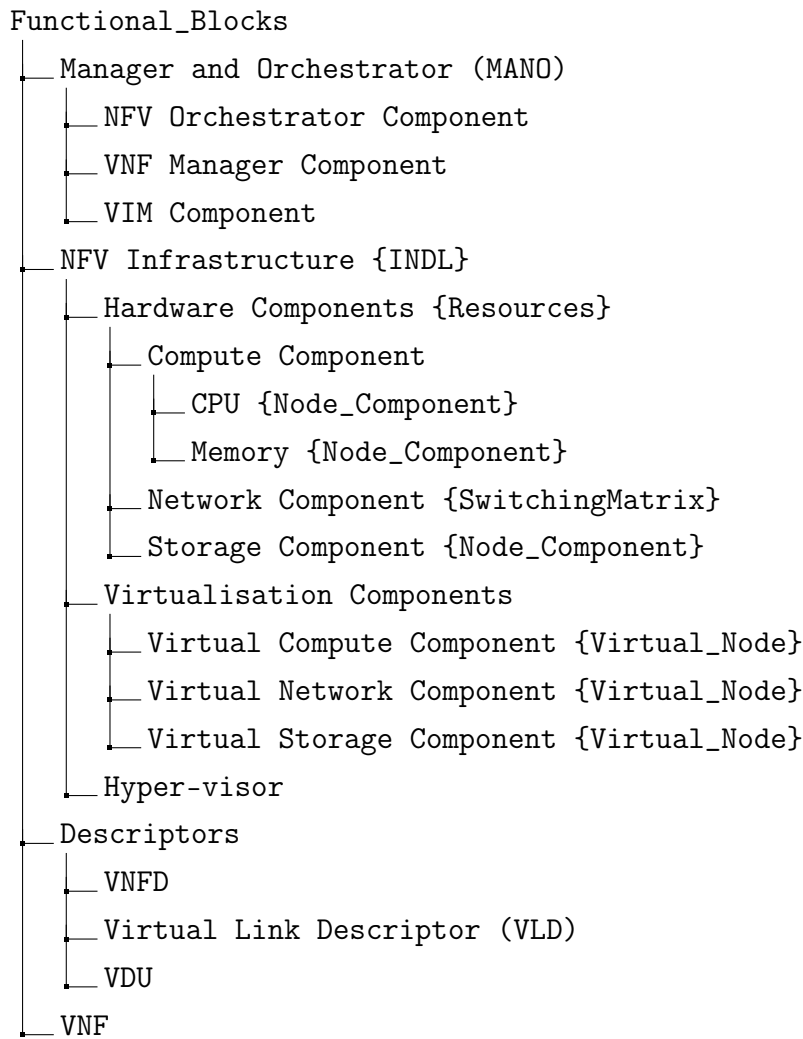 Functional_Blocks
Manager and Orchestrator (MANO)
NFV Orchestrator Component
VNF Manager Component
VIM Component
NFV Infrastructure {INDL}
Hardware Components {Resources}
Compute Component
CPU {Node_Component}
Memory {Node_Component}
Network Component {SwitchingMatrix}
Storage Component {Node_Component}
Virtualisation Components
Virtual Compute Component {Virtual_Node}
Virtual Network Component {Virtual_Node}
Virtual Storage Component {Virtual_Node}
Hyper-visor
Descriptors
VNFD
Virtual Link Descriptor (VLD)
VDU
VNF